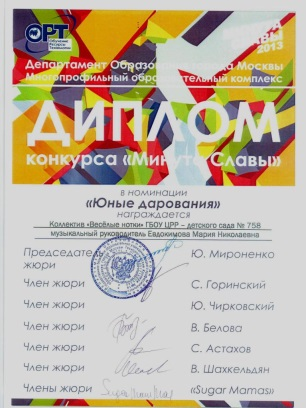 ОРТ
2013
Департамент Образования города Москвы
Многопрофильный образовательный комплекс
ДИПЛОМ
конкурса «Минута Славы»
в номинации
«Юные дарования»
награждается
Коллектив «Весёлые нотки» ГБОУ ЦРР – детского сада № 758
музыкальный руководитель Евдокимова Мария Николаевна
Председатель жюри Ю. Мироненко
Член жюри С. Горинский
Член жюри Ю. Чирковский
Член жюри В. Белова
Член жюри С. Астахов
Член жюри В. Шахкельдян
Члены жюри «Sugar Mamas»